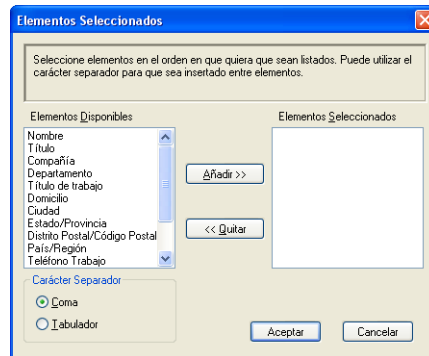 Elementos Seleccionados
Seleccione elementos en el orden en que quiera que sean listados. Puede utilizar el
carácter separador para que sea insertado entre elementos.
Elementos Disponibles
Elementos Seleccionados
Nombre
Título
Compañía
Departamento
Título de trabajo
Domicilio
Ciudad
Estado/Provincia
Distrito Postal/Código Postal
País/Región
Teléfono Trabajo
Añadir >>
<< Quitar
Carácter Separador
Coma
Tabulador
Aceptar
Cancelar